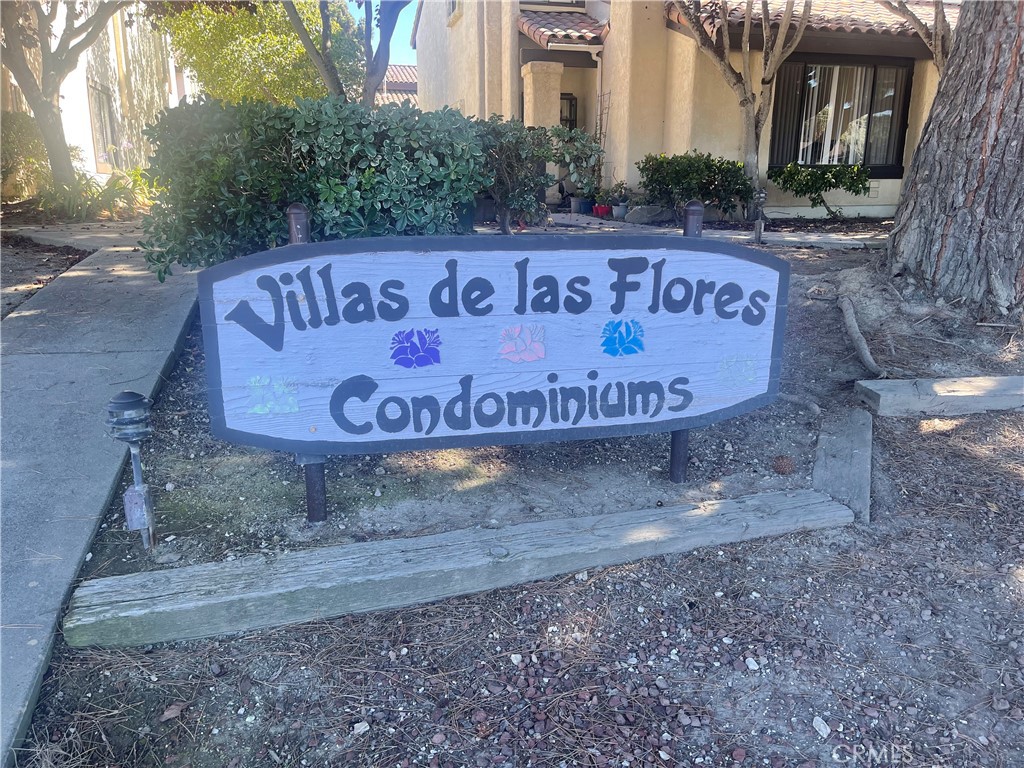 Villas de las Flores
Condominiums
CRMLS